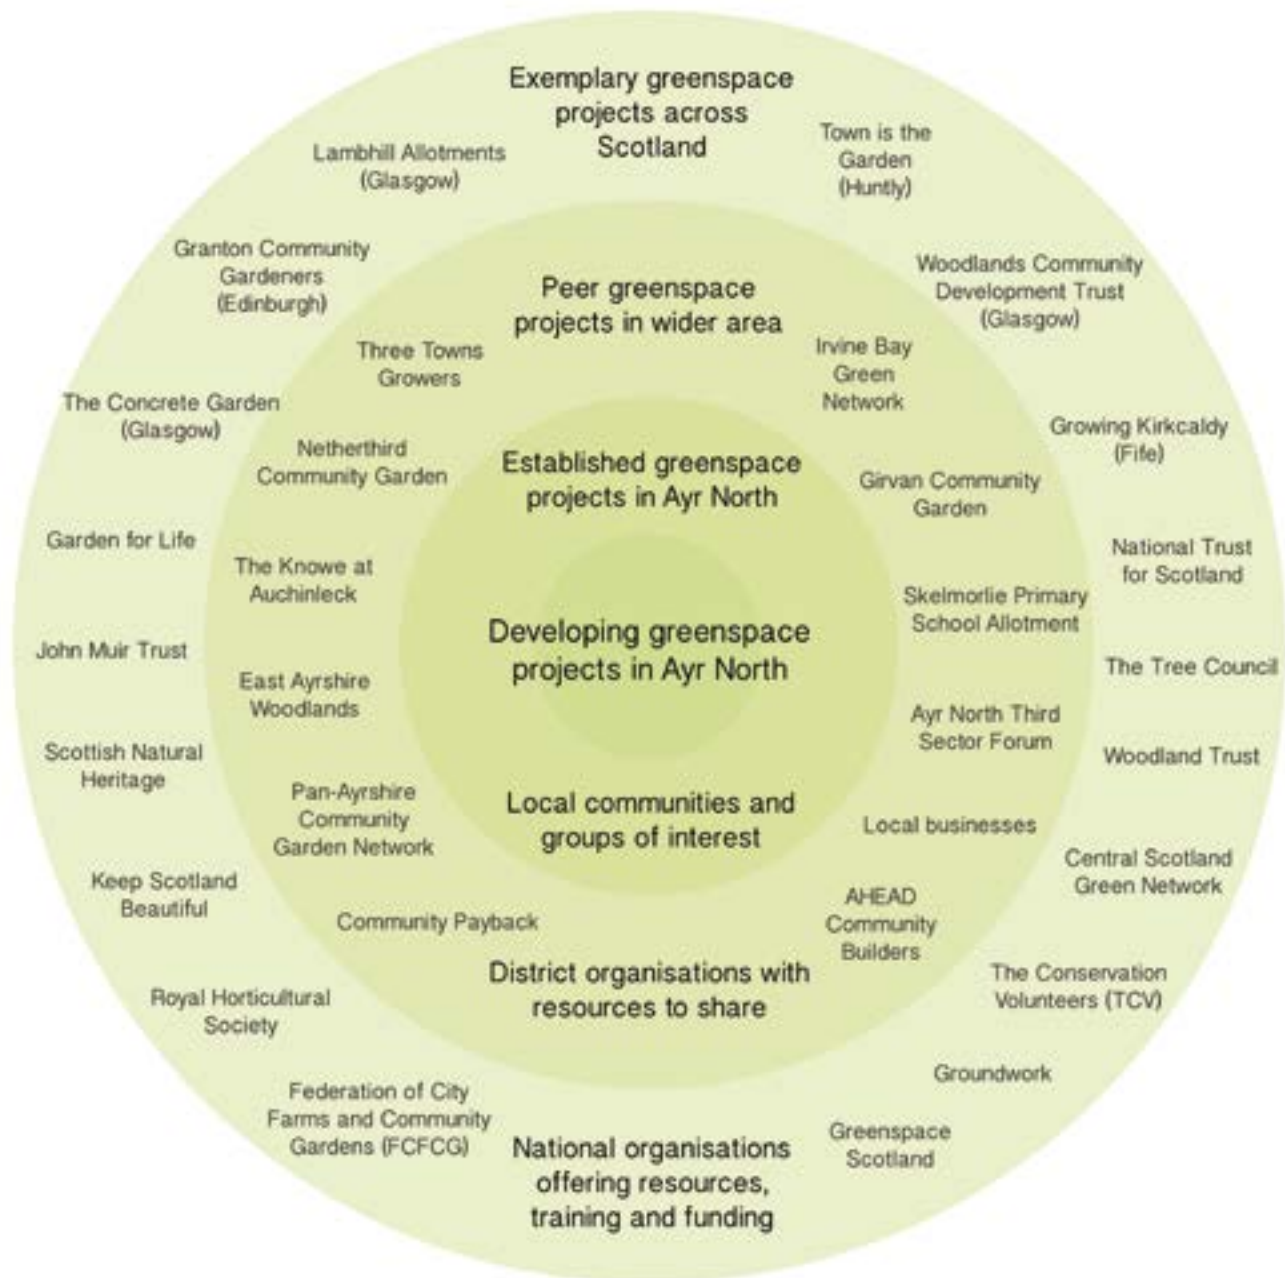 Exemplary greenspace
projects across
Scotland
Lambhill Allotments
(Glasgow)
Town is the
Garden
(Huntly)
Granton Community
Gardeners
(Edinburgh)
Woodlands Community
Development Trust
(Glasgow)
Peer greenspace
projects in wider area
Three Towns
Growers
Irvine Bay
Green
Network
The Concrete Garden
(Glasgow)
Growing Kirkcaldy
(Fife)
Netherthird
Community Garden
Established greenspace
projects in Ayr North
Girvan Community
Garden
Garden for Life
National Trust
for Scotland
The Knowe at
Auchinleck
Skelmorlie Primary
School Allotment
Developing greenspace
projects in Ayr North
John Muir Trust
The Tree Council
East Ayrshire
Woodlands
Ayr North Third
Sector Forum
Scottish Natural
Heritage
Woodland Trust
Pan-Ayrshire
Community
Garden Network
Local communities and
groups of interest
Local businesses
Keep Scotland
Beautiful
Central Scotland
Green Network
Community Payback
AHEAD
Community
Builders
District organisations with
resources to share
Royal Horticultural
Society
The Conservation
Volunteers (TCV)
Federation of City
Farms and Community
Gardens (FCFCG)
Groundwork
National organisations
offering resources,
training and funding
Greenspace
Scotland